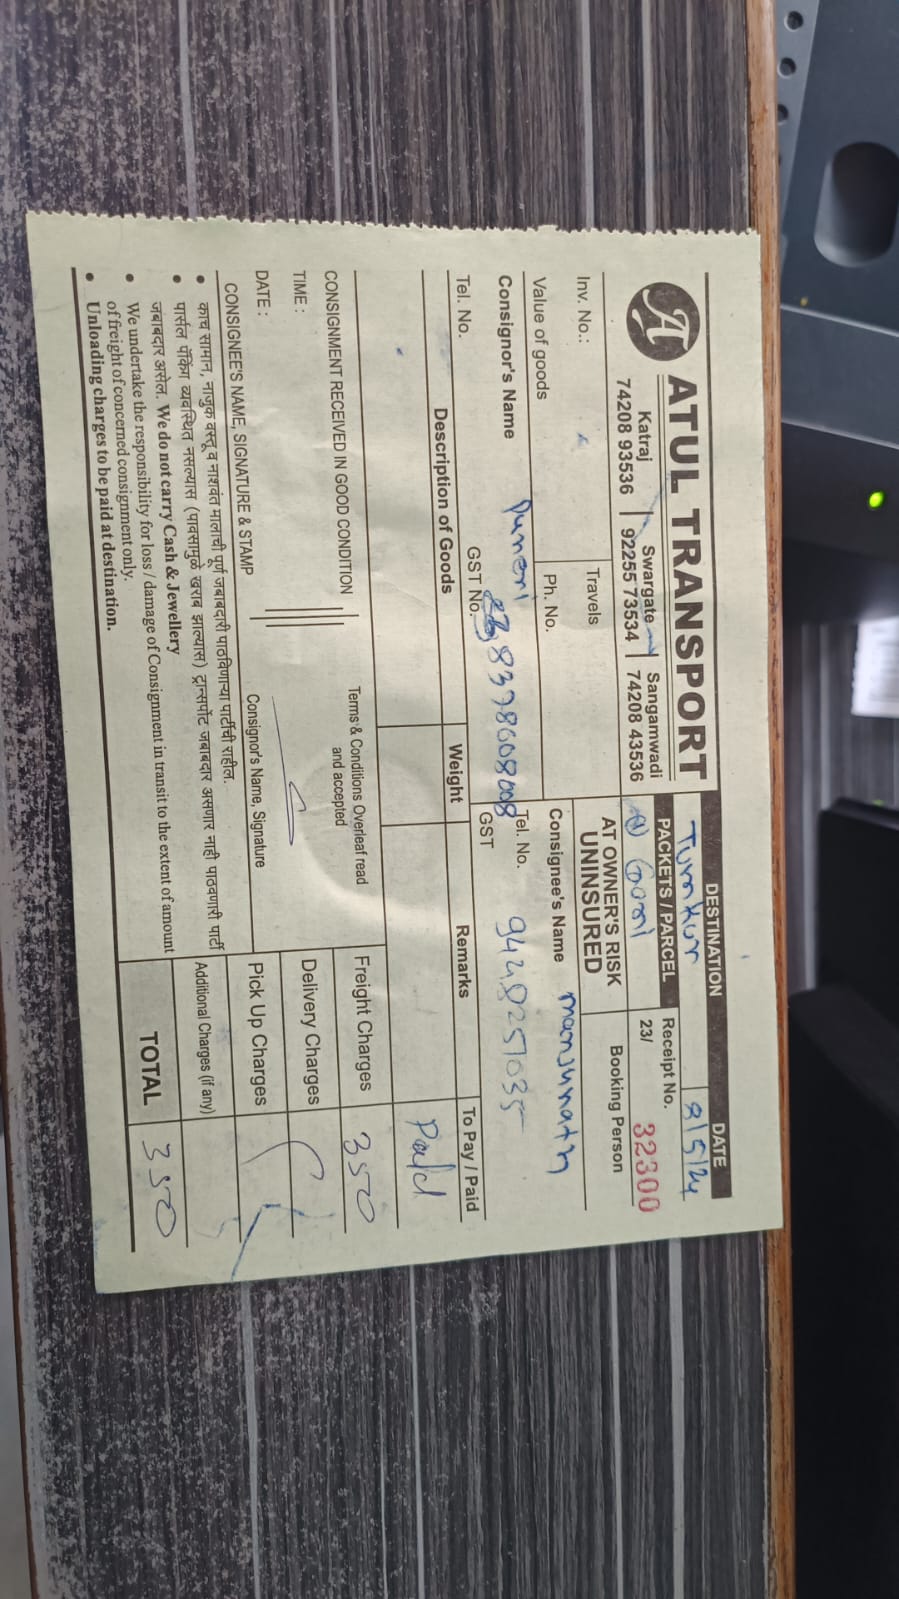 A ATUL TRANSPORT
Katraj | Swargate | Sangamwadi
74208 93536 | 92255 73534 | 74208 43536
DESTINATION DATE
Tumkur 8/5/24
PACKETS / PARCEL Receipt No.
23/ 32300
AT OWNER'S RISK
UNINSURED
Booking Person
Inv. No.: Travels
Value of goods Ph. No.
Consignor's Name Puneri
Consignee's Name manjunath
Tel. No. GST No. 8378608008
Tel. No. 9448251035
GST
Description of Goods Weight Remarks To Pay / Paid
Paid
CONSIGNMENT RECEIVED IN GOOD CONDITION
TIME :
DATE :
CONSIGNEE'S NAME, SIGNATURE & STAMP
Terms & Conditions Overleaf read
and accepted
Consignor's Name, Signature
Freight Charges 350
Delivery Charges
Pick Up Charges
Additional Charges (if any)
TOTAL 350
• काच सामान, नाजुक वस्तू व नाशवंत मालाची पूर्ण जबाबदारी पाठविणाऱ्या पार्टीची राहील.
• पार्सल पॅकिंग व्यवस्थित नसल्यास (पावसामुळे खराब झाल्यास) ट्रान्सपोर्ट जबाबदार असणार नाही पाठवणारी पार्टी
जबाबदार असेल. We do not carry Cash & Jewellery
• We undertake the responsibility for loss / damage of Consignment in transit to the extent of amount
of freight of concerned consignment only.
• Unloading charges to be paid at destination.